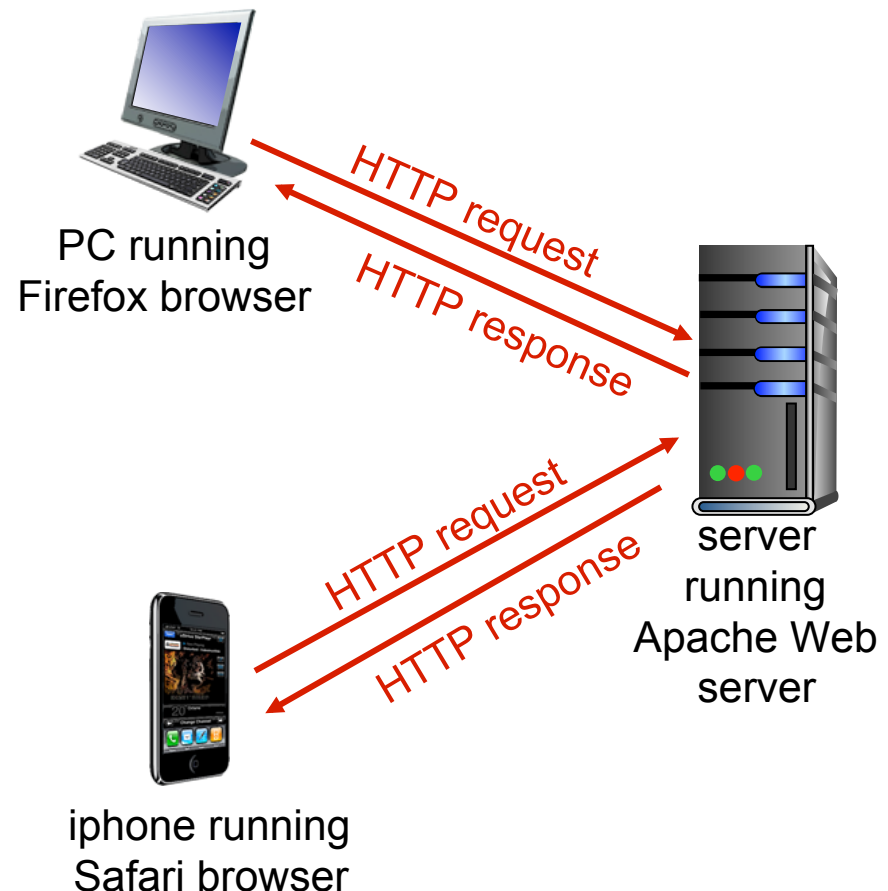 HTTP request
HTTP response
PC running
Firefox browser
HTTP request
HTTP response
server
running
Apache Web
server
iphone running
Safari browser